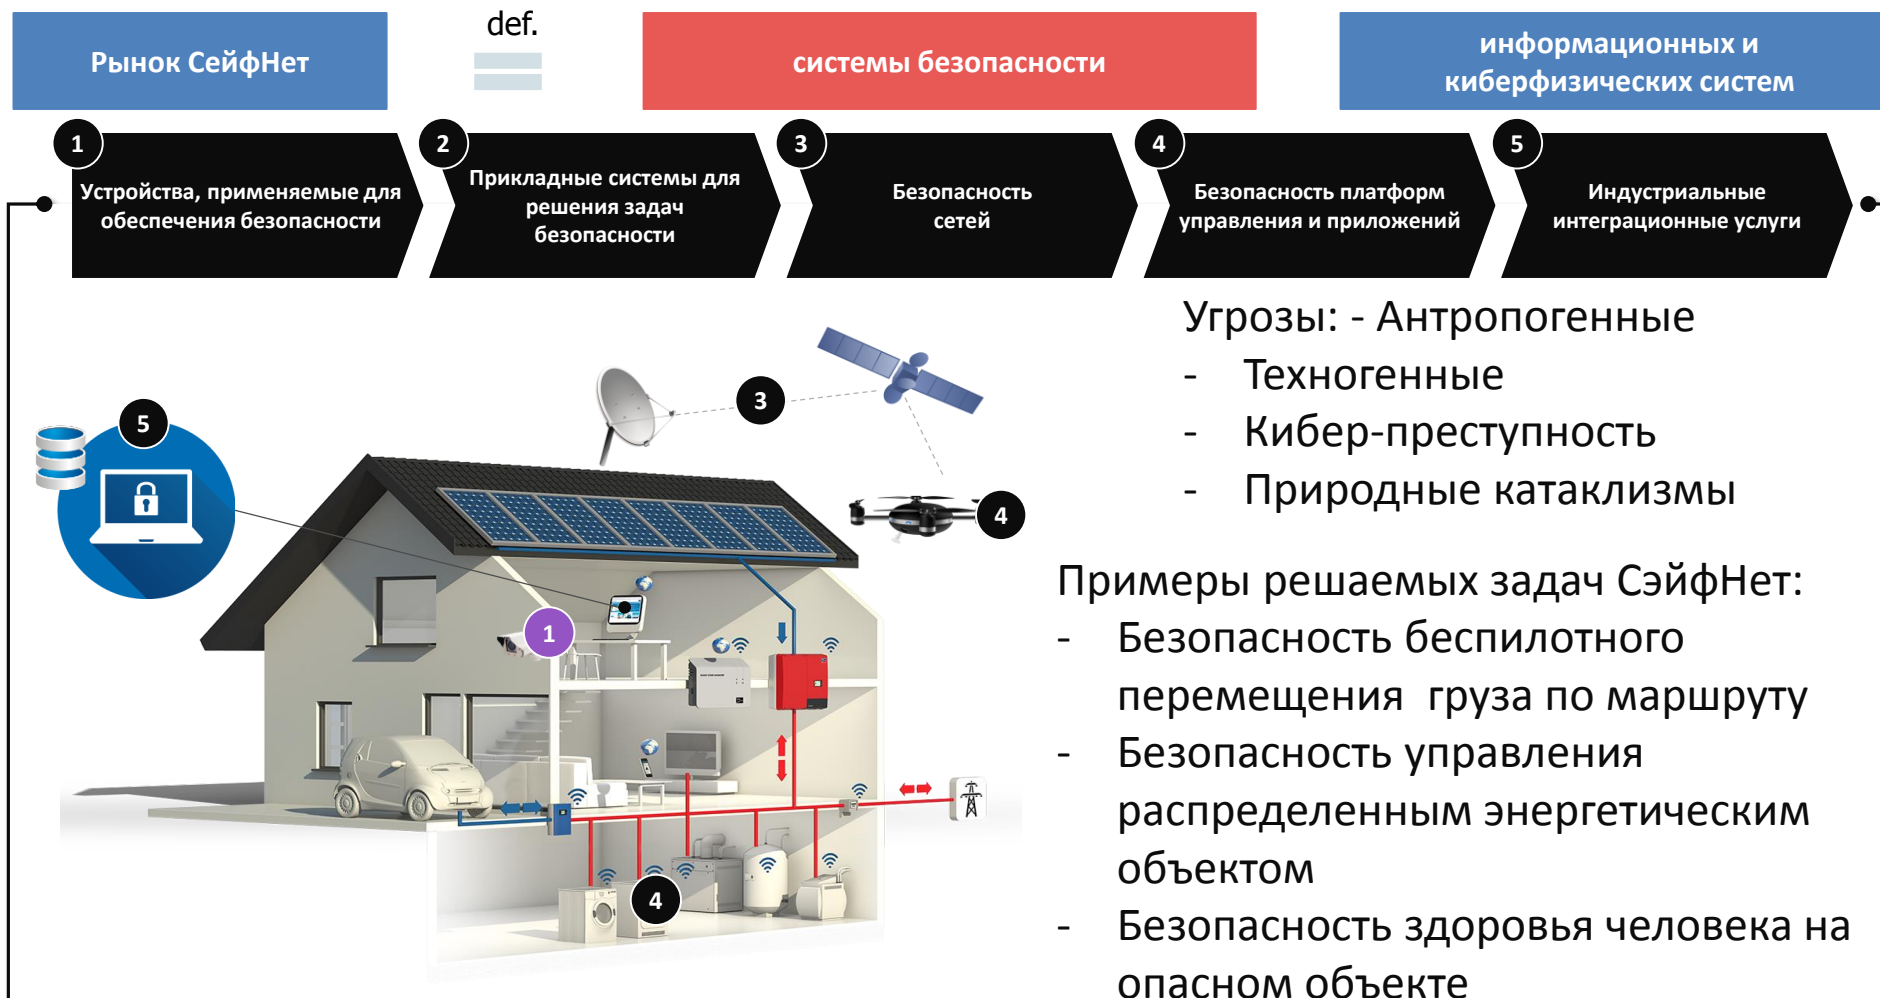 def.
Рынок СейфНет
системы безопасности
информационных и
киберфизических систем
1
Устройства, применяемые для
обеспечения безопасности
2
Прикладные системы для
решения задач
безопасности
3
Безопасность
сетей
4
Безопасность платформ
управления и приложений
5
Индустриальные
интеграционные услуги
Угрозы: - Антропогенные
- Техногенные
- Кибер-преступность
- Природные катаклизмы
3
5
4
1
4
Примеры решаемых задач СэйфНет:
- Безопасность беспилотного
перемещения груза по маршруту
- Безопасность управления
распределенным энергетическим
объектом
- Безопасность здоровья человека на
опасном объекте